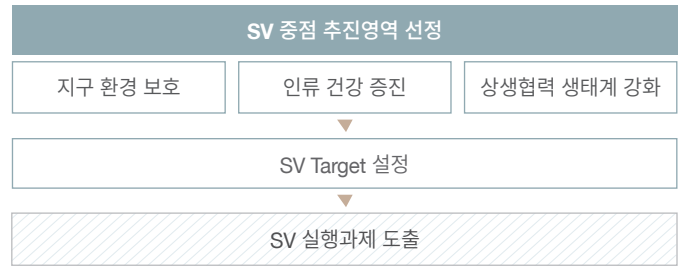 SV 중점 추진영역 선정
지구 환경 보호
인류 건강 증진
상생협력 생태계 강화
SV Target 설정
SV 실행과제 도출